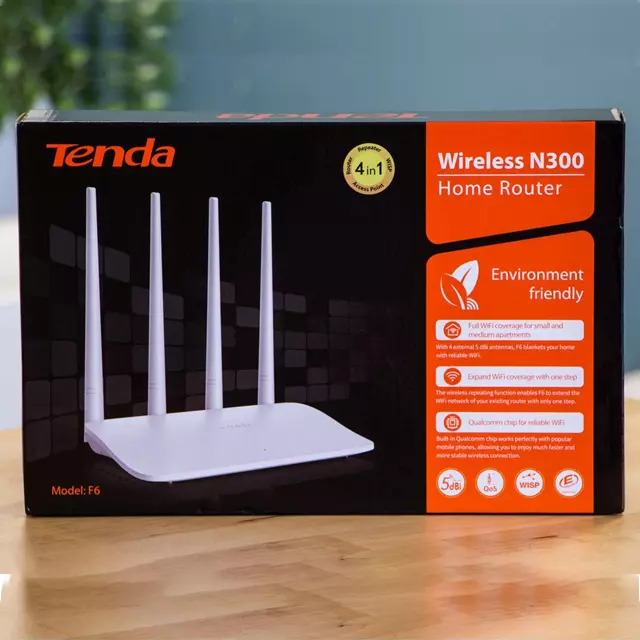 Tenda
Tenda
Router Repeater WISP
4 in 1
Access Point
Wireless N300
Home Router
Environment
friendly
Full WiFi coverage for small and
medium apartments
With 4 external 5 dBi antennas, F6 blankets your home
with reliable WiFi.
Expand WiFi coverage with one step
The wireless repeating function enables F6 to extend the
WiFi network of your existing router with only one step.
Qualcomm chip for reliable WiFi
Built-in Qualcomm chip works perfectly with popular
mobile phones, allowing you to enjoy much faster and
more stable wireless connection.
Tenda
Model: F6
5dBi
QoS
WISP